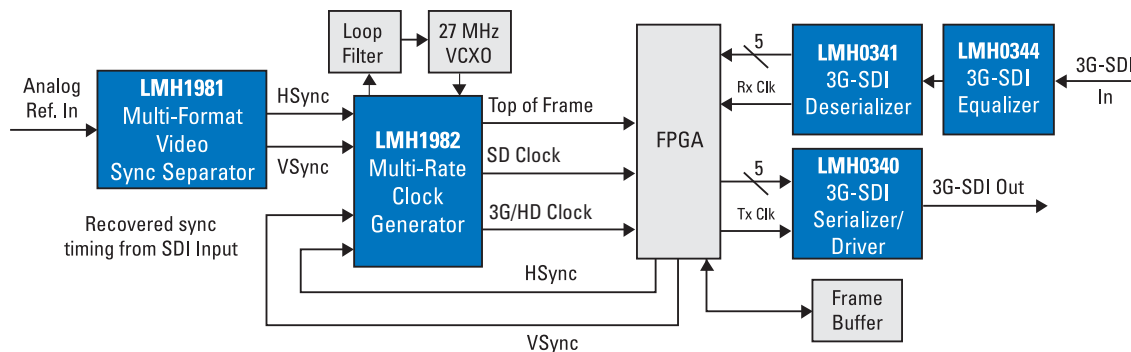 Analog
Ref. In
LMH1981
Multi-Format
Video
Sync Separator
HSync
VSync
Recovered sync
timing from SDI Input
Loop
Filter
27 MHz
VCXO
LMH1982
Multi-Rate
Clock
Generator
Top of Frame
SD Clock
3G/HD Clock
HSync
VSync
FPGA
5
Rx Clk
LMH0341
3G-SDI
Deserializer
LMH0344
3G-SDI
Equalizer
3G-SDI
In
5
Tx Clk
LMH0340
3G-SDI
Serializer/
Driver
3G-SDI Out
Frame
Buffer